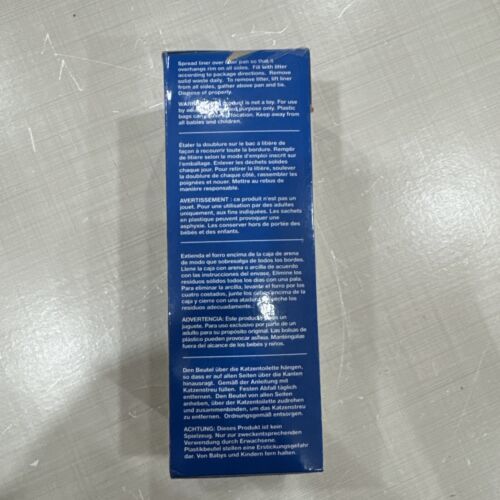 Spread liner over litter pan so that it
overhangs rim on all sides. Fill with litter
according to package directions. Remove
solid waste daily. To remove litter, lift liner
from all sides, gather above pan and tie.
Dispose of properly.
product is not a toy. For use
by purpose only. Plastic
bags suffocation. Keep away from
all babies and children.
Étaler la doublure sur le bac à litière de
façon à recouvrir toute la bordure. Remplir
de litière selon le mode d'emploi inscrit sur
l'emballage. Enlever les déchets solides
chaque jour. Pour retirer la litière, soulever
la doublure de chaque côté, rassembler les
poignées et nouer. Mettre au rebus de
manière responsable.
AVERTISSEMENT : ce produit n'est pas un
jouet. Pour une utilisation par des adultes
uniquement, aux fins indiquées. Les sachets
en plastique peuvent provoquer une
asphyxie. Les conserver hors de portée des
bébés et des enfants.
Extienda el forro encima de la caja de arena
de modo que sobresalga de todos los bordes.
Llene la caja con arena o arcilla de acuerdo
con las instrucciones del envase. Elimine los
residuos sólidos todos los días con una pala.
Para eliminar la arcilla, levante el forro por los
cuatro costados, junte los encima de la
caja y cierre con una
residuos adecuadamente.
ADVERTENCIA: Este producto un
juguete. Para uso exclusivo por parte de un
adulto para su propósito original. Las bolsas de
plástico pueden provocar asfixia. Manténgalas
fuera del alcance de los bebés y niños.
Den Beutel über die Katzentoilette hängen,
so dass er auf allen Seiten über die Kanten
hinausragt. Gemäß der Anleitung mit
Katzenstreu füllen. Festen Abfall täglich
entfernen. Den Beutel von allen Seiten
anheben, über der Katzentoilette zudrehen
und zusammenbinden, um das Katzenstreu
zu entfernen. Ordnungsgemäß entsorgen.
ACHTUNG: Dieses Produkt ist kein
Spielzeug. Nur zur zweckentsprechenden
Verwendung durch Erwachsene.
Plastikbeutel stellen eine Erstickungsgefahr
dar. Von Babys und Kindern fern halten.